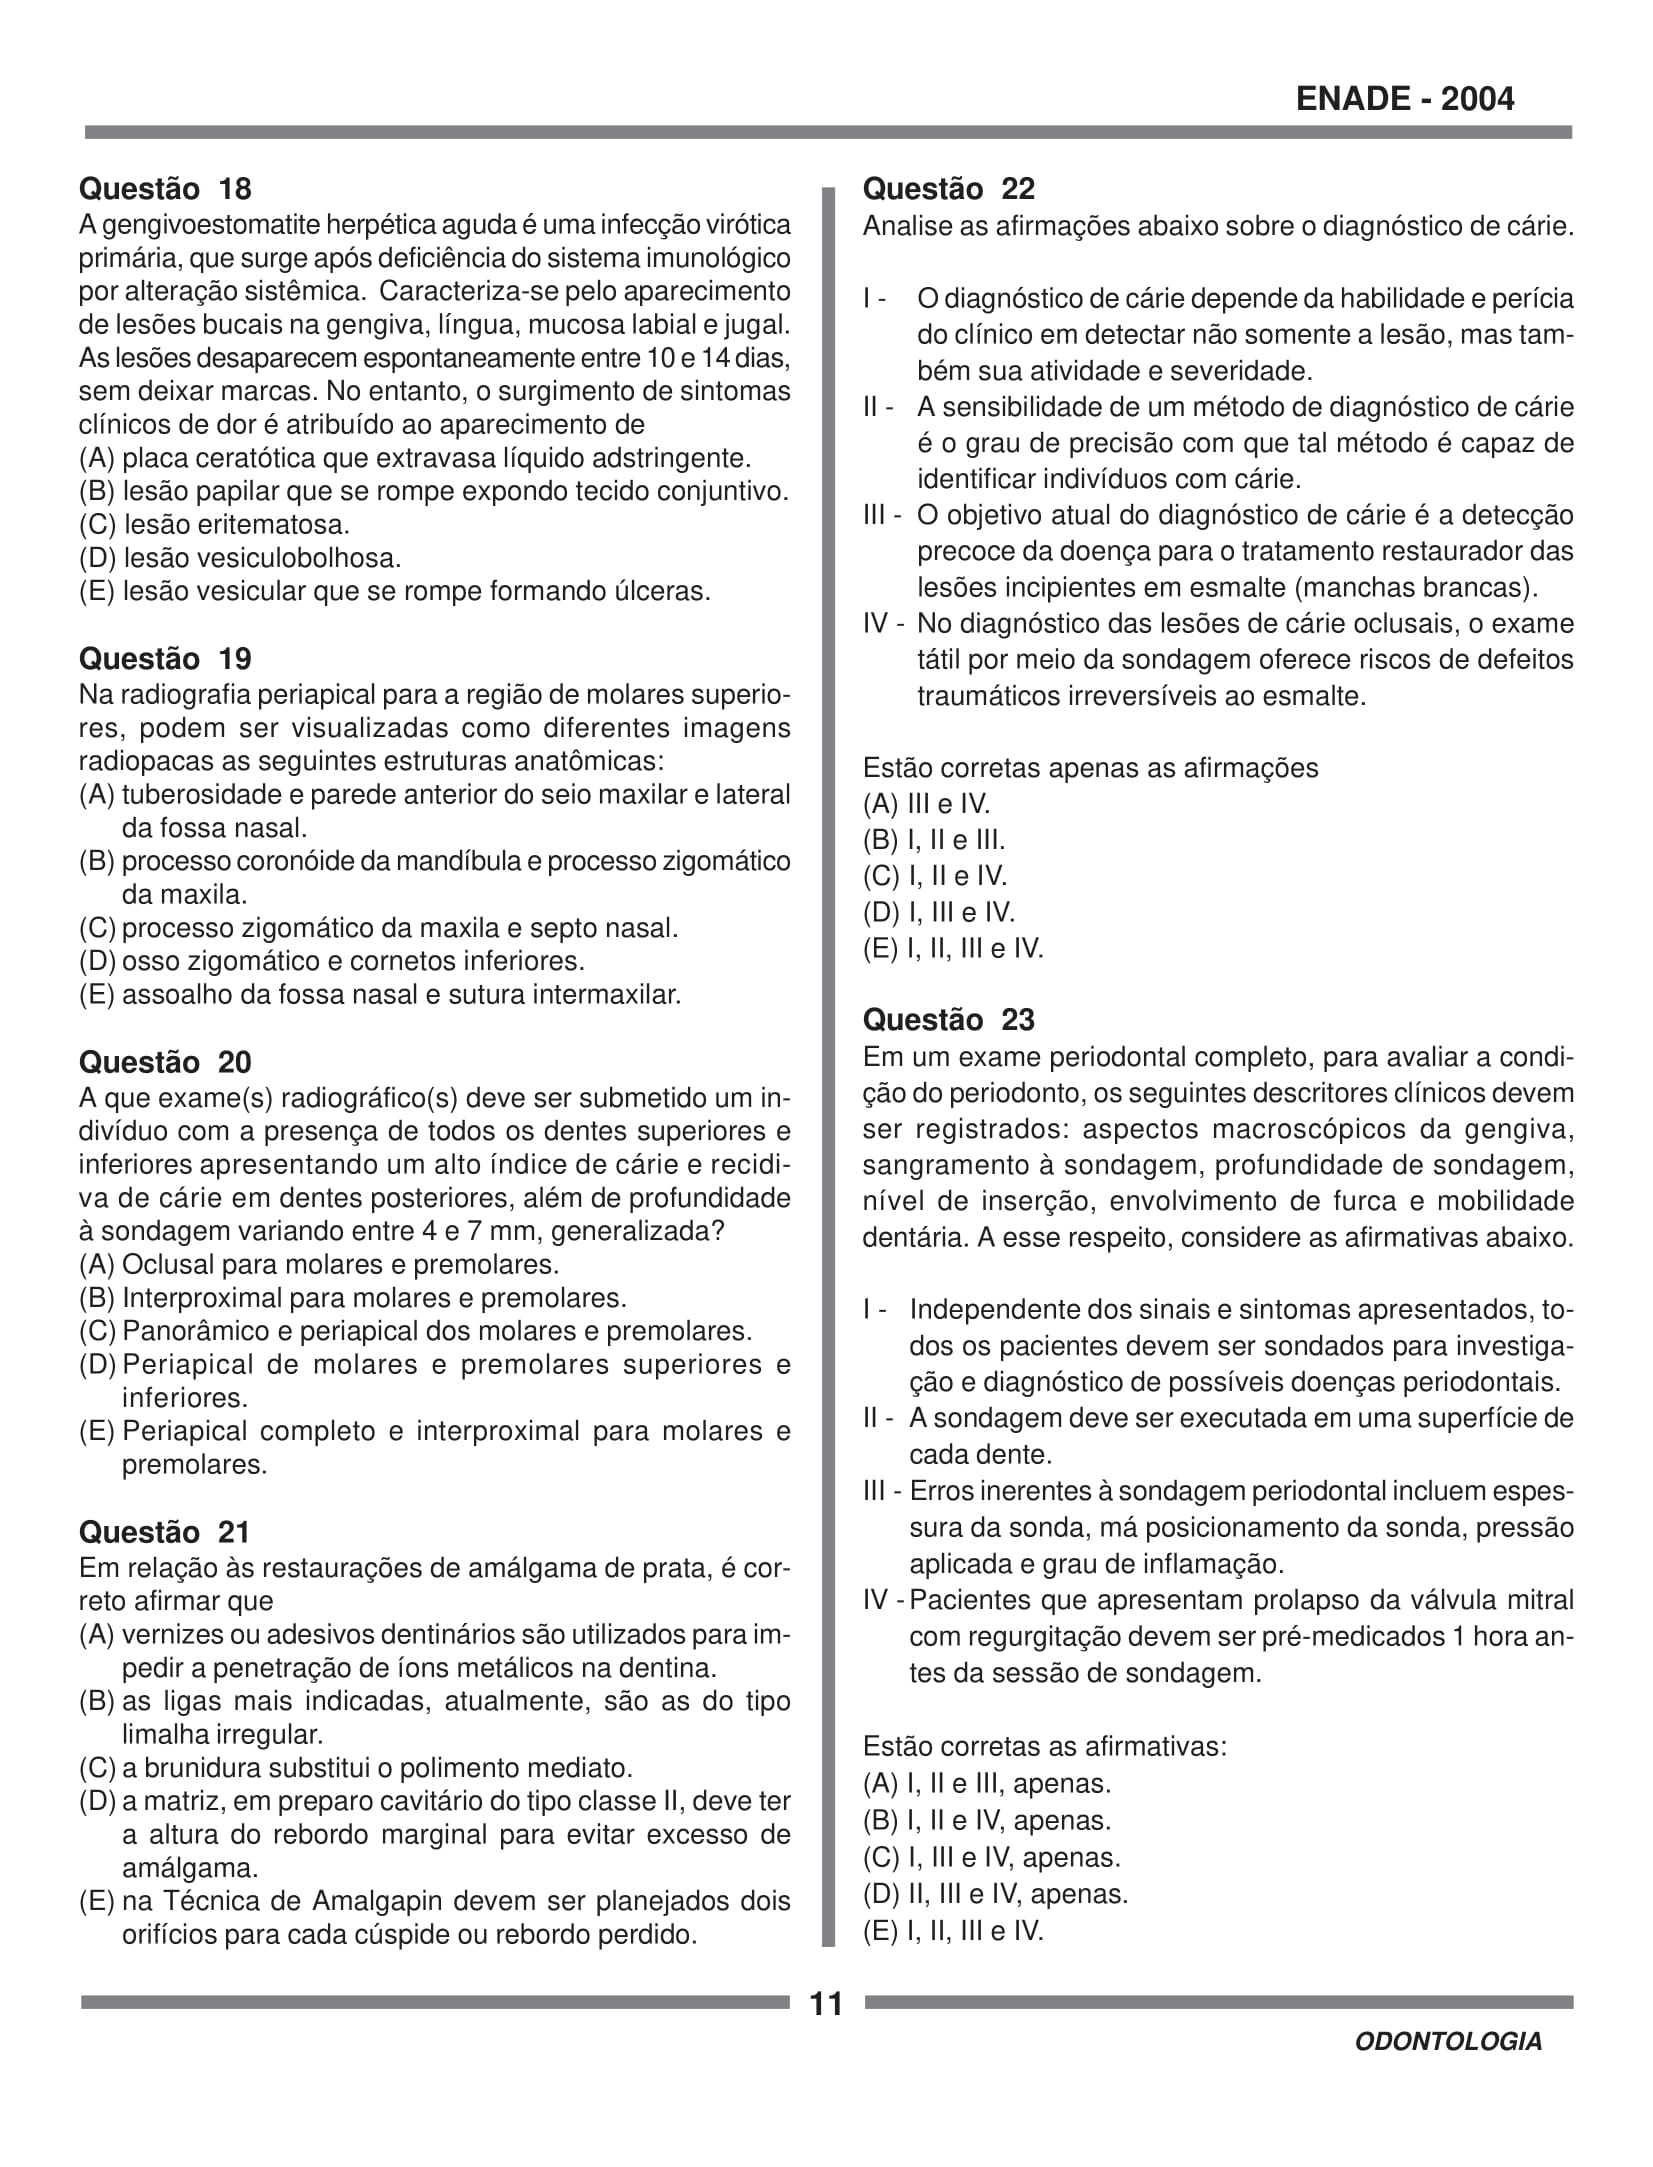 ENADE - 2004
Questão 18
A gengivoestomatite herpética aguda é uma infecção virótica
primária, que surge após deficiência do sistema imunológico
por alteração sistêmica. Caracteriza-se pelo aparecimento
de lesões bucais na gengiva, língua, mucosa labial e jugal.
As lesões desaparecem espontaneamente entre 10 e 14 dias,
sem deixar marcas. No entanto, o surgimento de sintomas
clínicos de dor é atribuído ao aparecimento de
(A) placa ceratótica que extravasa líquido adstringente.
(B) lesão papilar que se rompe expondo tecido conjuntivo.
(C) lesão eritematosa.
(D) lesão vesiculobolhosa.
(E) lesão vesicular que se rompe formando úlceras.
Questão 19
Na radiografia periapical para a região de molares superio-
res, podem ser visualizadas como diferentes imagens
radiopacas as seguintes estruturas anatômicas:
(A) tuberosidade e parede anterior do seio maxilar e lateral
da fossa nasal.
(B) processo coronóide da mandíbula e processo zigomático
da maxila.
(C) processo zigomático da maxila e septo nasal.
(D) osso zigomático e cornetos inferiores.
(E) assoalho da fossa nasal e sutura intermaxilar.
Questão 20
A que exame(s) radiográfico(s) deve ser submetido um in-
divíduo com a presença de todos os dentes superiores e
inferiores apresentando um alto índice de cárie e recidi-
va de cárie em dentes posteriores, além de profundidade
à sondagem variando entre 4 e 7 mm, generalizada?
(A) Oclusal para molares e premolares.
(B) Interproximal para molares e premolares.
(C) Panorâmico e periapical dos molares e premolares.
(D) Periapical de molares e premolares superiores e
inferiores.
(E) Periapical completo e interproximal para molares e
premolares.
Questão 21
Em relação às restaurações de amálgama de prata, é cor-
reto afirmar que
(A) vernizes ou adesivos dentinários são utilizados para im-
pedir a penetração de íons metálicos na dentina.
(B) as ligas mais indicadas, atualmente, são as do tipo
limalha irregular.
(C) a brunidura substitui o polimento mediato.
(D) a matriz, em preparo cavitário do tipo classe II, deve ter
a altura do rebordo marginal para evitar excesso de
amálgama.
(E) na Técnica de Amalgapin devem ser planejados dois
orifícios para cada cúspide ou rebordo perdido.
Questão 22
Analise as afirmações abaixo sobre o diagnóstico de cárie.
I - O diagnóstico de cárie depende da habilidade e perícia
do clínico em detectar não somente a lesão, mas tam-
bém sua atividade e severidade.
II - A sensibilidade de um método de diagnóstico de cárie
é o grau de precisão com que tal método é capaz de
identificar indivíduos com cárie.
III - O objetivo atual do diagnóstico de cárie é a detecção
precoce da doença para o tratamento restaurador das
lesões incipientes em esmalte (manchas brancas).
IV - No diagnóstico das lesões de cárie oclusais, o exame
tátil por meio da sondagem oferece riscos de defeitos
traumáticos irreversíveis ao esmalte.
Estão corretas apenas as afirmações
(A) III e IV.
(B) I, II e III.
(C) I, II e IV.
(D) I, III e IV.
(E) I, II, III e IV.
Questão 23
Em um exame periodontal completo, para avaliar a condi-
ção do periodonto, os seguintes descritores clínicos devem
ser registrados: aspectos macroscópicos da gengiva,
sangramento à sondagem, profundidade de sondagem,
nível de inserção, envolvimento de furca e mobilidade
dentária. A esse respeito, considere as afirmativas abaixo.
I - Independente dos sinais e sintomas apresentados, to-
dos os pacientes devem ser sondados para investiga-
ção e diagnóstico de possíveis doenças periodontais.
II - A sondagem deve ser executada em uma superfície de
cada dente.
III - Erros inerentes à sondagem periodontal incluem espes-
sura da sonda, má posicionamento da sonda, pressão
aplicada e grau de inflamação.
IV - Pacientes que apresentam prolapso da válvula mitral
com regurgitação devem ser pré-medicados 1 hora an-
tes da sessão de sondagem.
Estão corretas as afirmativas:
(A) I, II e III, apenas.
(B) I, II e IV, apenas.
(C) I, III e IV, apenas.
(D) II, III e IV, apenas.
(E) I, II, III e IV.
11
ODONTOLOGIA